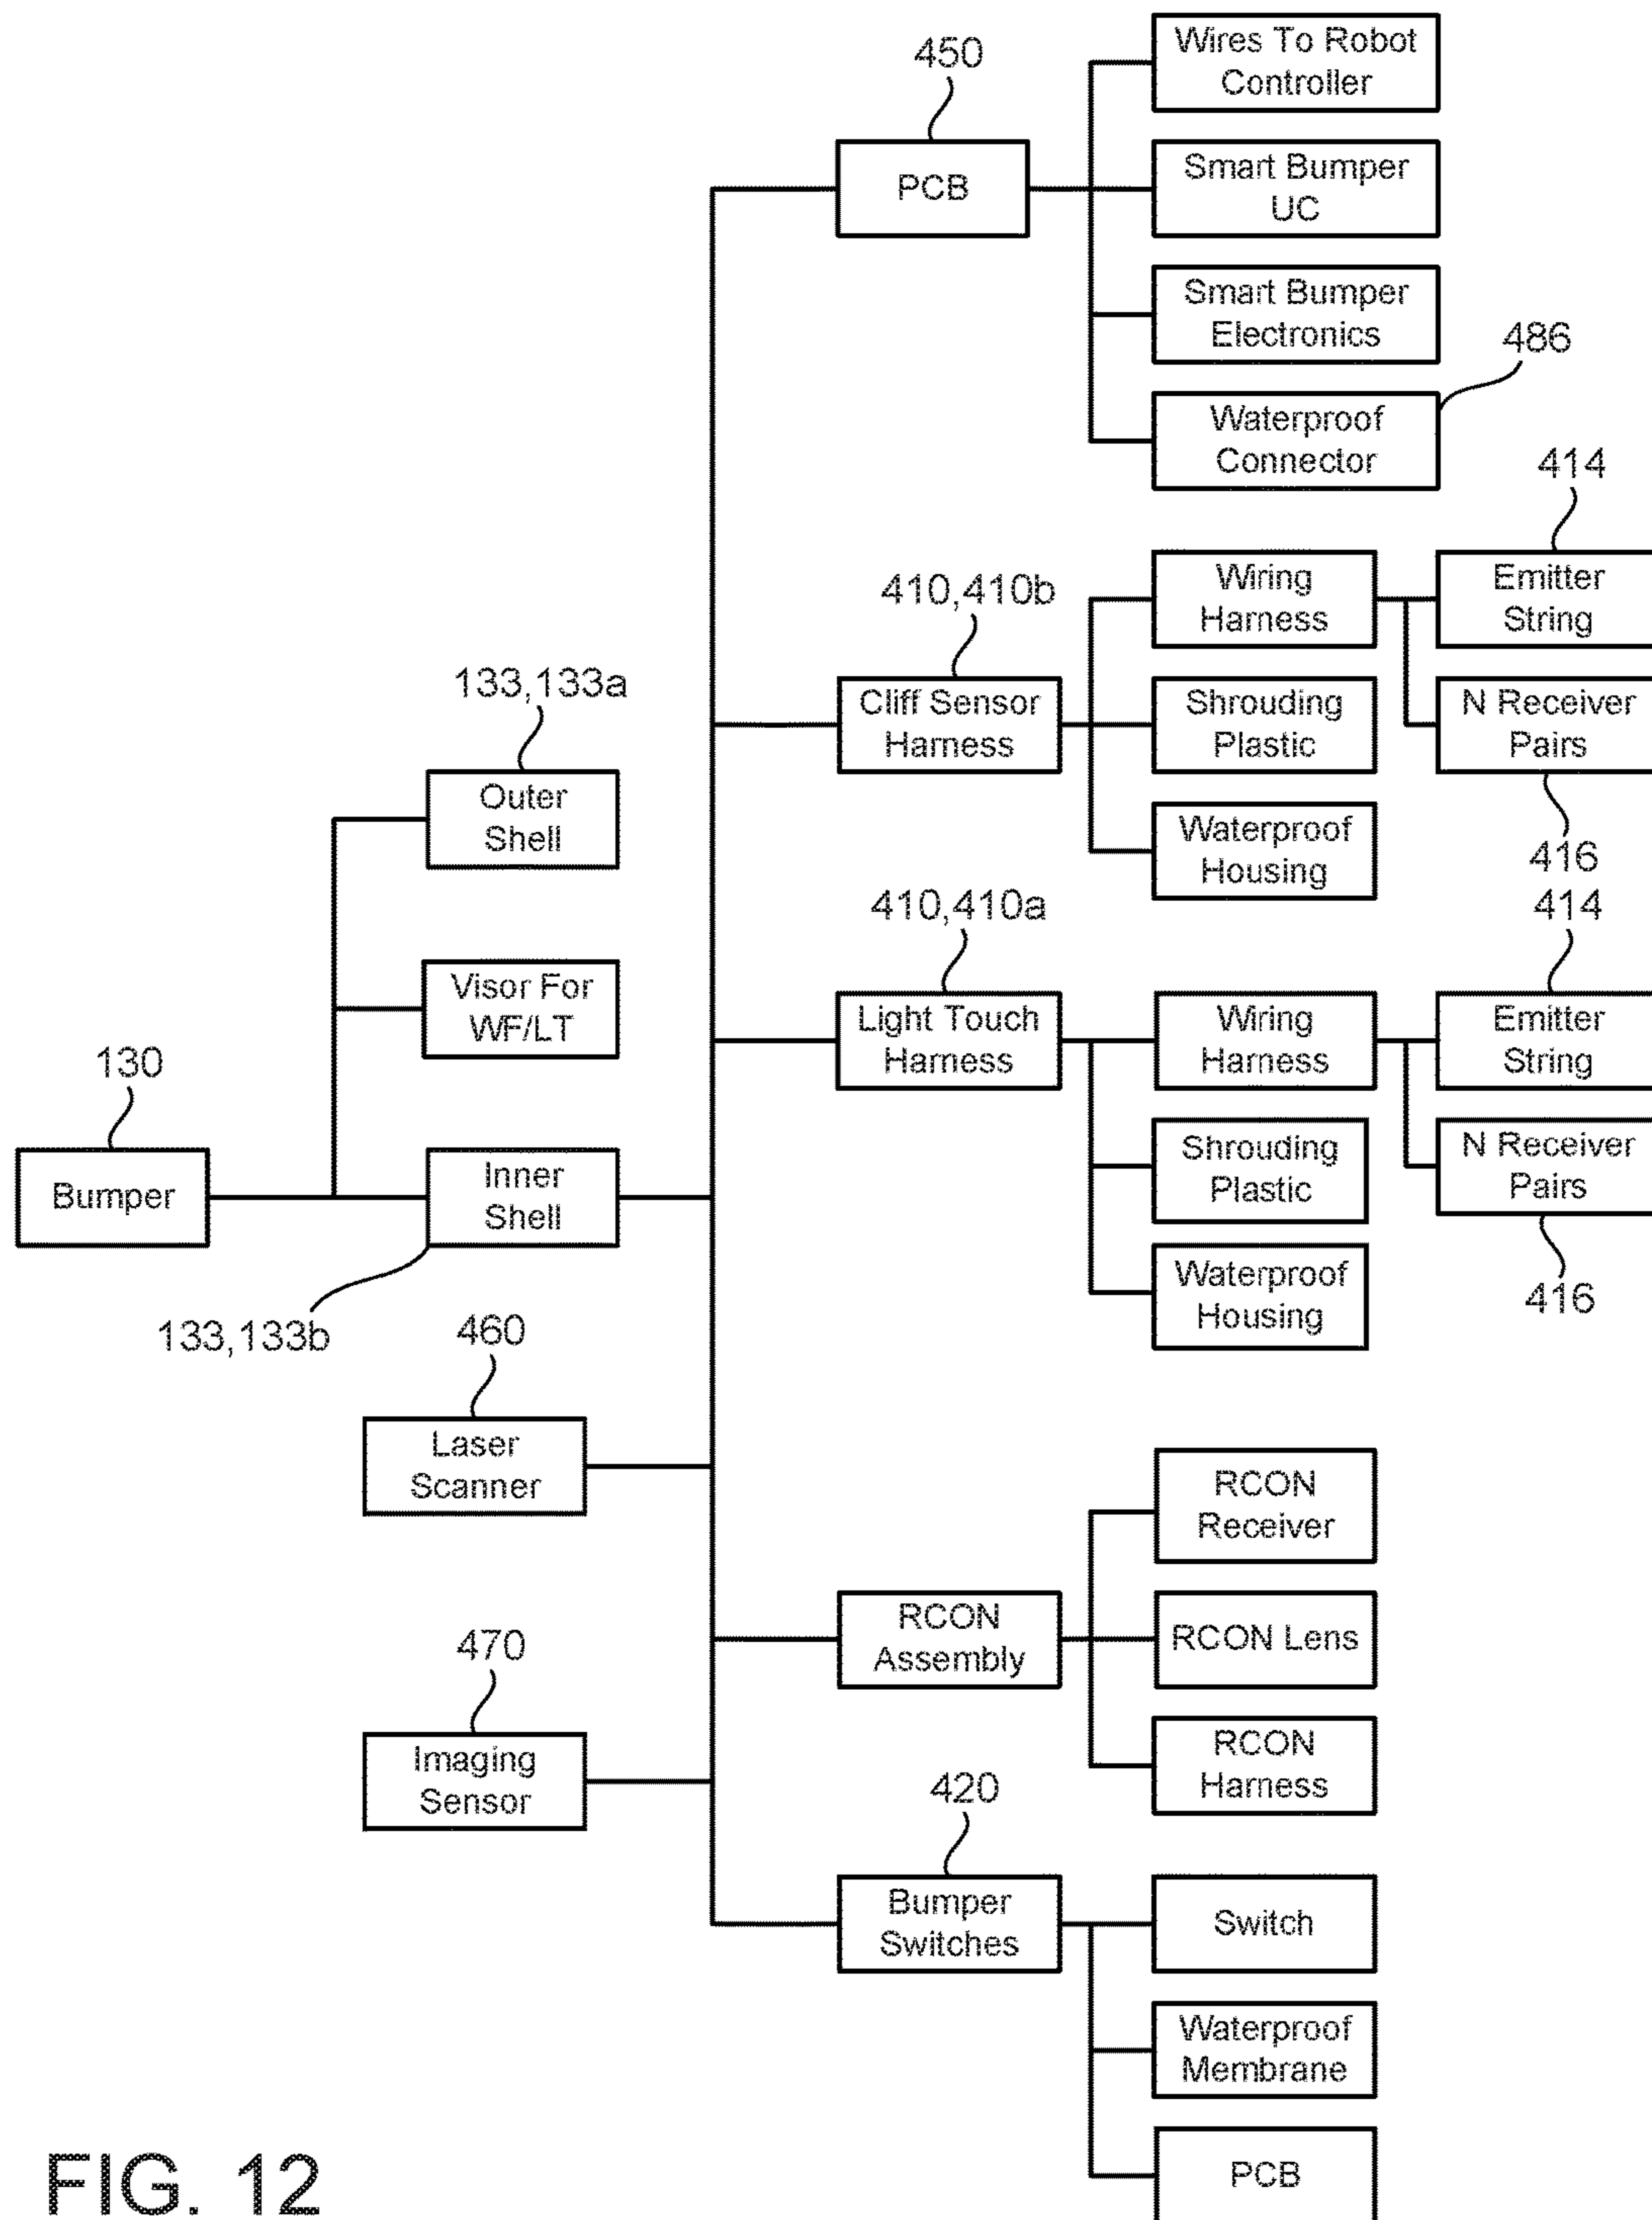 450
Wires To Robot
Controller
PCB
Smart Bumper
UC
Smart Bumper
Electronics
486
Waterproof
Connector
414
410,410b
Wiring
Harness
Emitter
String
133,133a
Cliff Sensor
Harness
Shrouding
Plastic
N Receiver
Pairs
Outer
Shell
Waterproof
Housing
416
410,410a
414
Visor For
WF/LT
Light Touch
Harness
Wiring
Harness
Emitter
String
130
Bumper
Inner
Shell
Shrouding
Plastic
N Receiver
Pairs
133,133b
Waterproof
Housing
416
460
Laser
Scanner
RCON
Receiver
470
RCON
Assembly
RCON Lens
Imaging
Sensor
RCON
Harness
420
Bumper
Switches
Switch
Waterproof
Membrane
PCB
FIG. 12